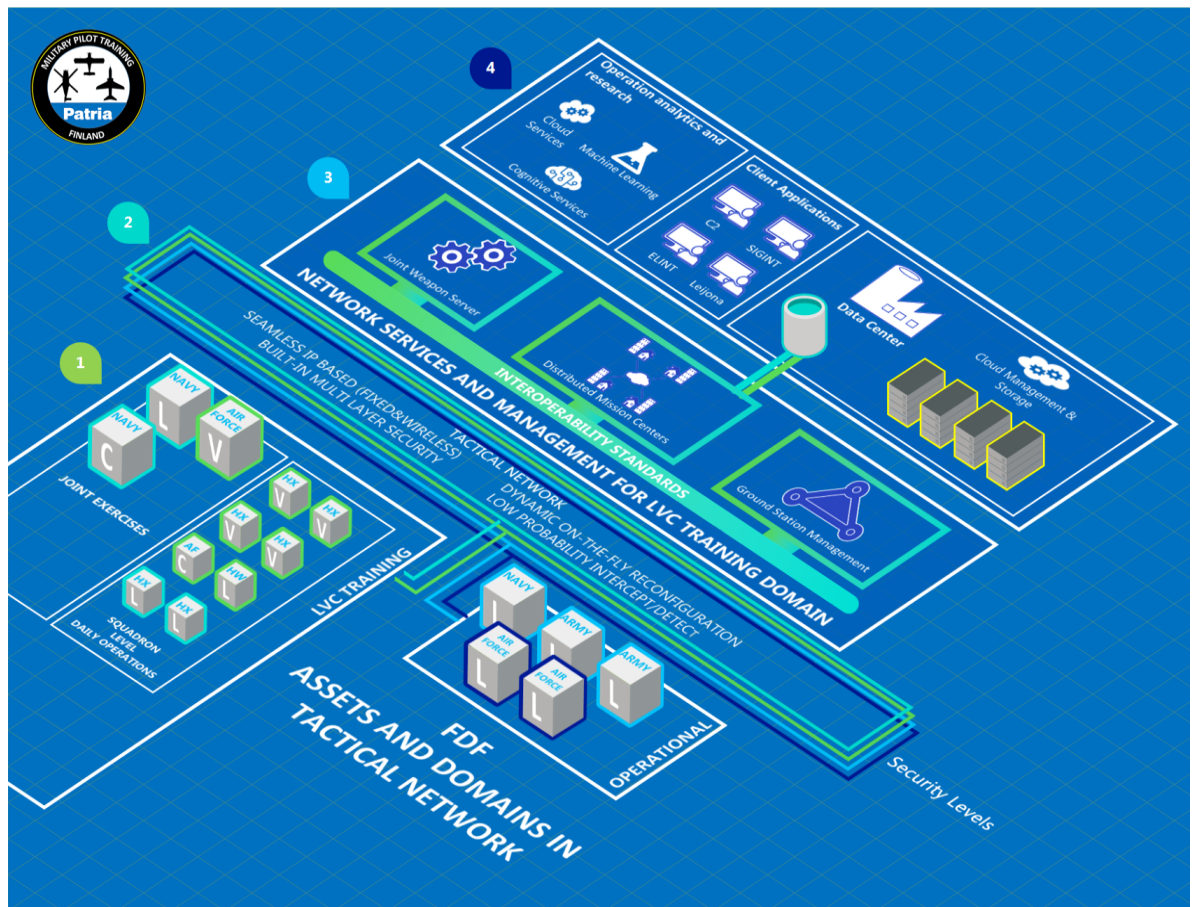 MILITARY PILOT TRAINING
Patria
FINLAND
4
Operation analytics and
research
Cloud
Services
Machine Learning
Cognitive Services
Client Applications
C2
SIGINT
ELINT
Leijona
Data Center
Cloud Management &
Storage
3
Joint Weapon Server
Distributed Mission Centers
Ground Station Management
INTEROPERABILITY STANDARDS
NETWORK SERVICES AND MANAGEMENT FOR LVC TRAINING DOMAIN
2
SEAMLESS IP BASED (FIXED&WIRELESS)
BUILT-IN MULTI LAYER SECURITY
TACTICAL NETWORK
DYNAMIC ON-THE-FLY RECONFIGURATION
LOW PROBABILITY INTERCEPT/DETECT
Security Levels
1
NAVY
L
NAVY
C
AIR
FORCE
V
JOINT EXERCISES
HX
V
HX
V
HX
V
HX
V
AF
C
HW
L
HX
L
HX
L
SQUADRON
LEVEL
DAILY OPERATIONS
LVC TRAINING
NAVY
L
ARMY
L
ARMY
L
AIR
FORCE
L
AIR
FORCE
L
OPERATIONAL
FDF
ASSETS AND DOMAINS IN
TACTICAL NETWORK